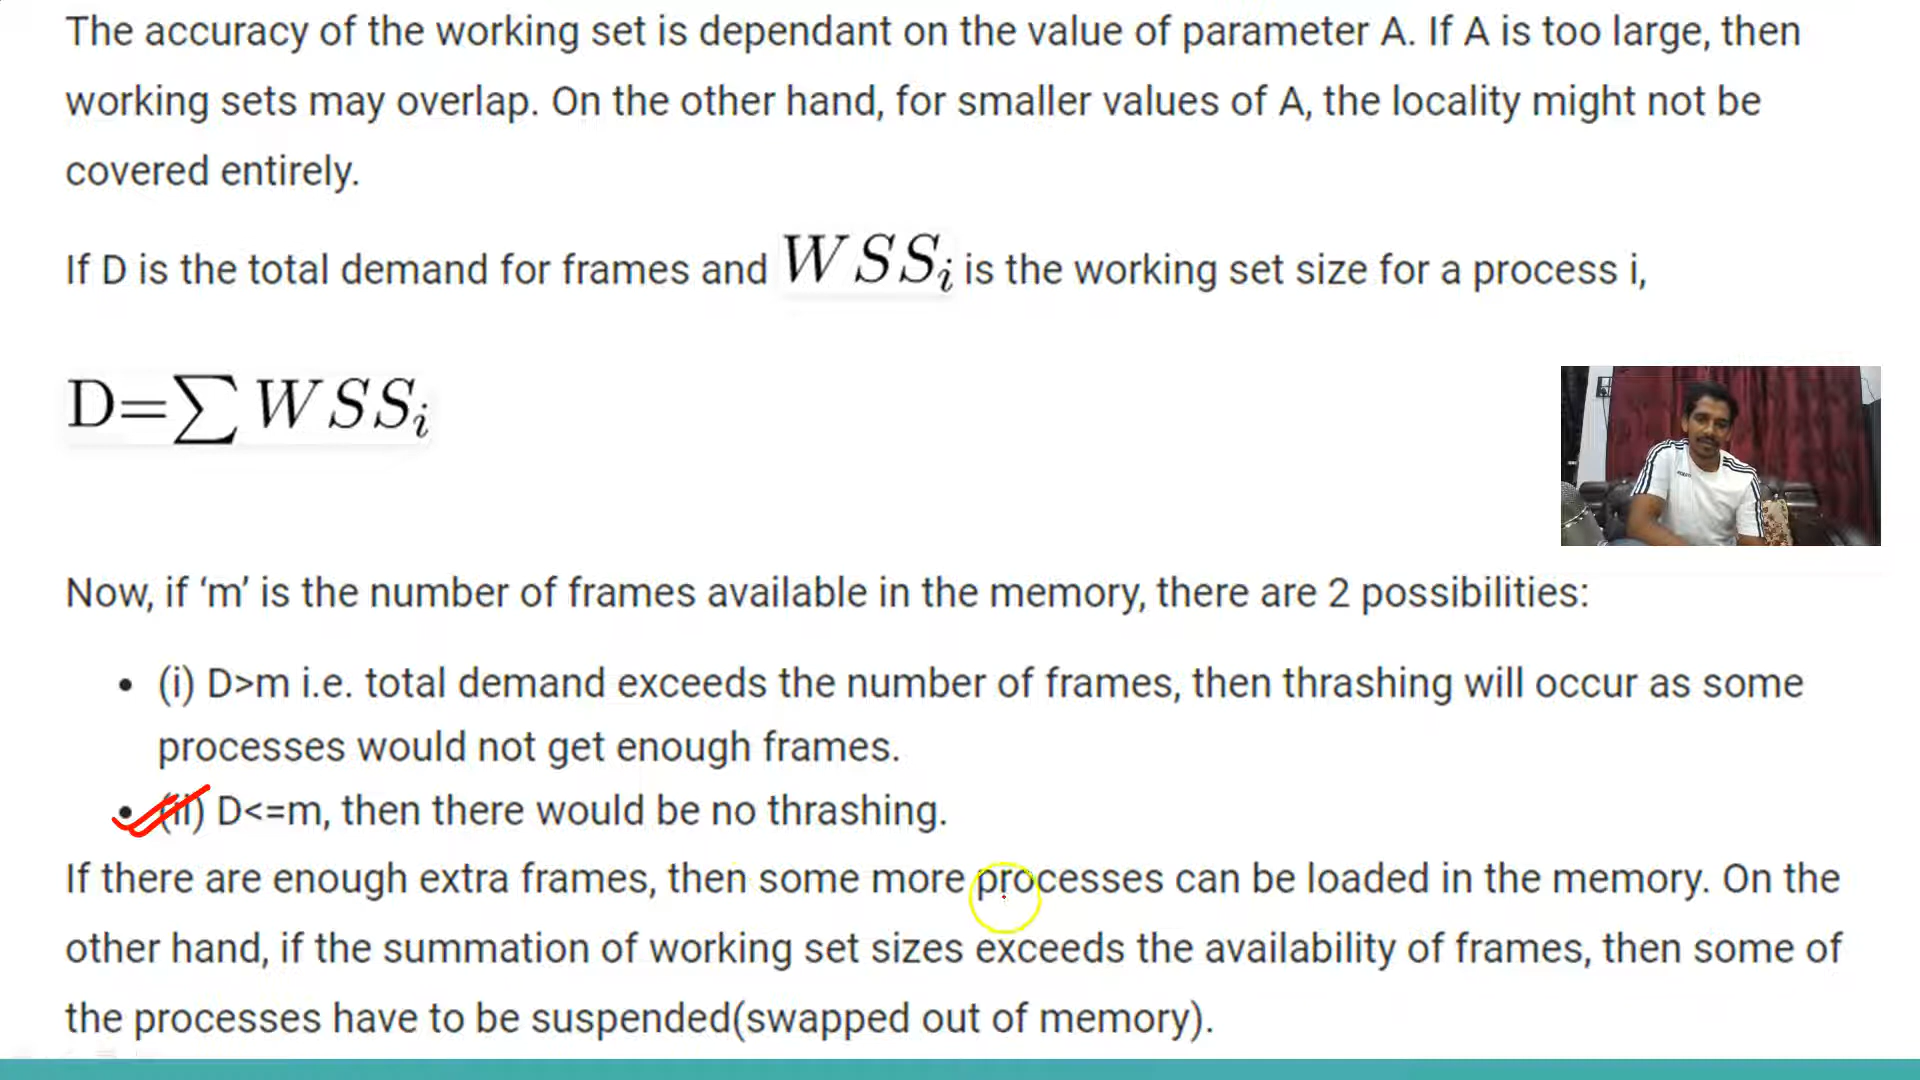 The accuracy of the working set is dependant on the value of parameter A. If A is too large, then
working sets may overlap. On the other hand, for smaller values of A, the locality might not be
covered entirely.
If D is the total demand for frames and WSS_i is the working set size for a process i,
D=∑ WSS_i
Now, if ‘m’ is the number of frames available in the memory, there are 2 possibilities:
• (i) D>m i.e. total demand exceeds the number of frames, then thrashing will occur as some
processes would not get enough frames.
• (ii) D<=m, then there would be no thrashing.
If there are enough extra frames, then some more processes can be loaded in the memory. On the
other hand, if the summation of working set sizes exceeds the availability of frames, then some of
the processes have to be suspended(swapped out of memory).